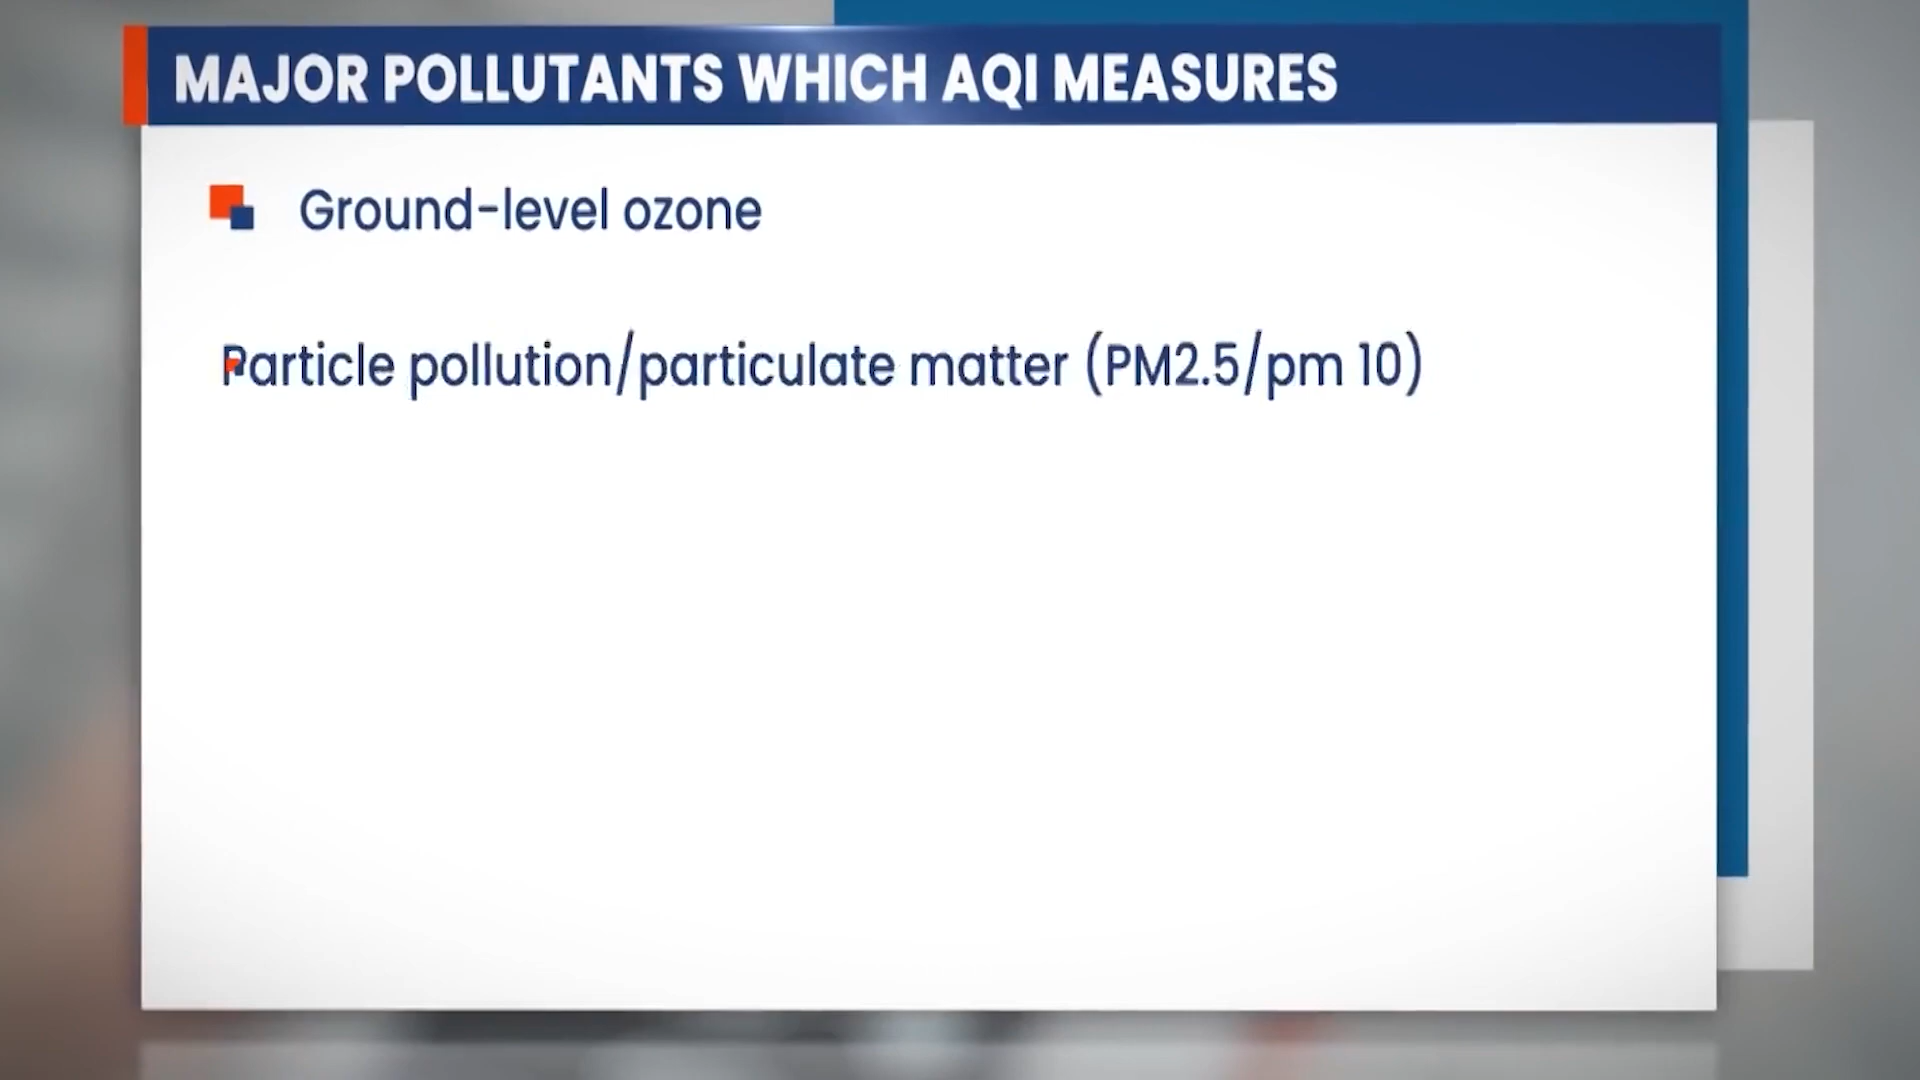 MAJOR POLLUTANTS WHICH AQI MEASURES
Ground-level ozone
Particle pollution/particulate matter (PM2.5/pm 10)